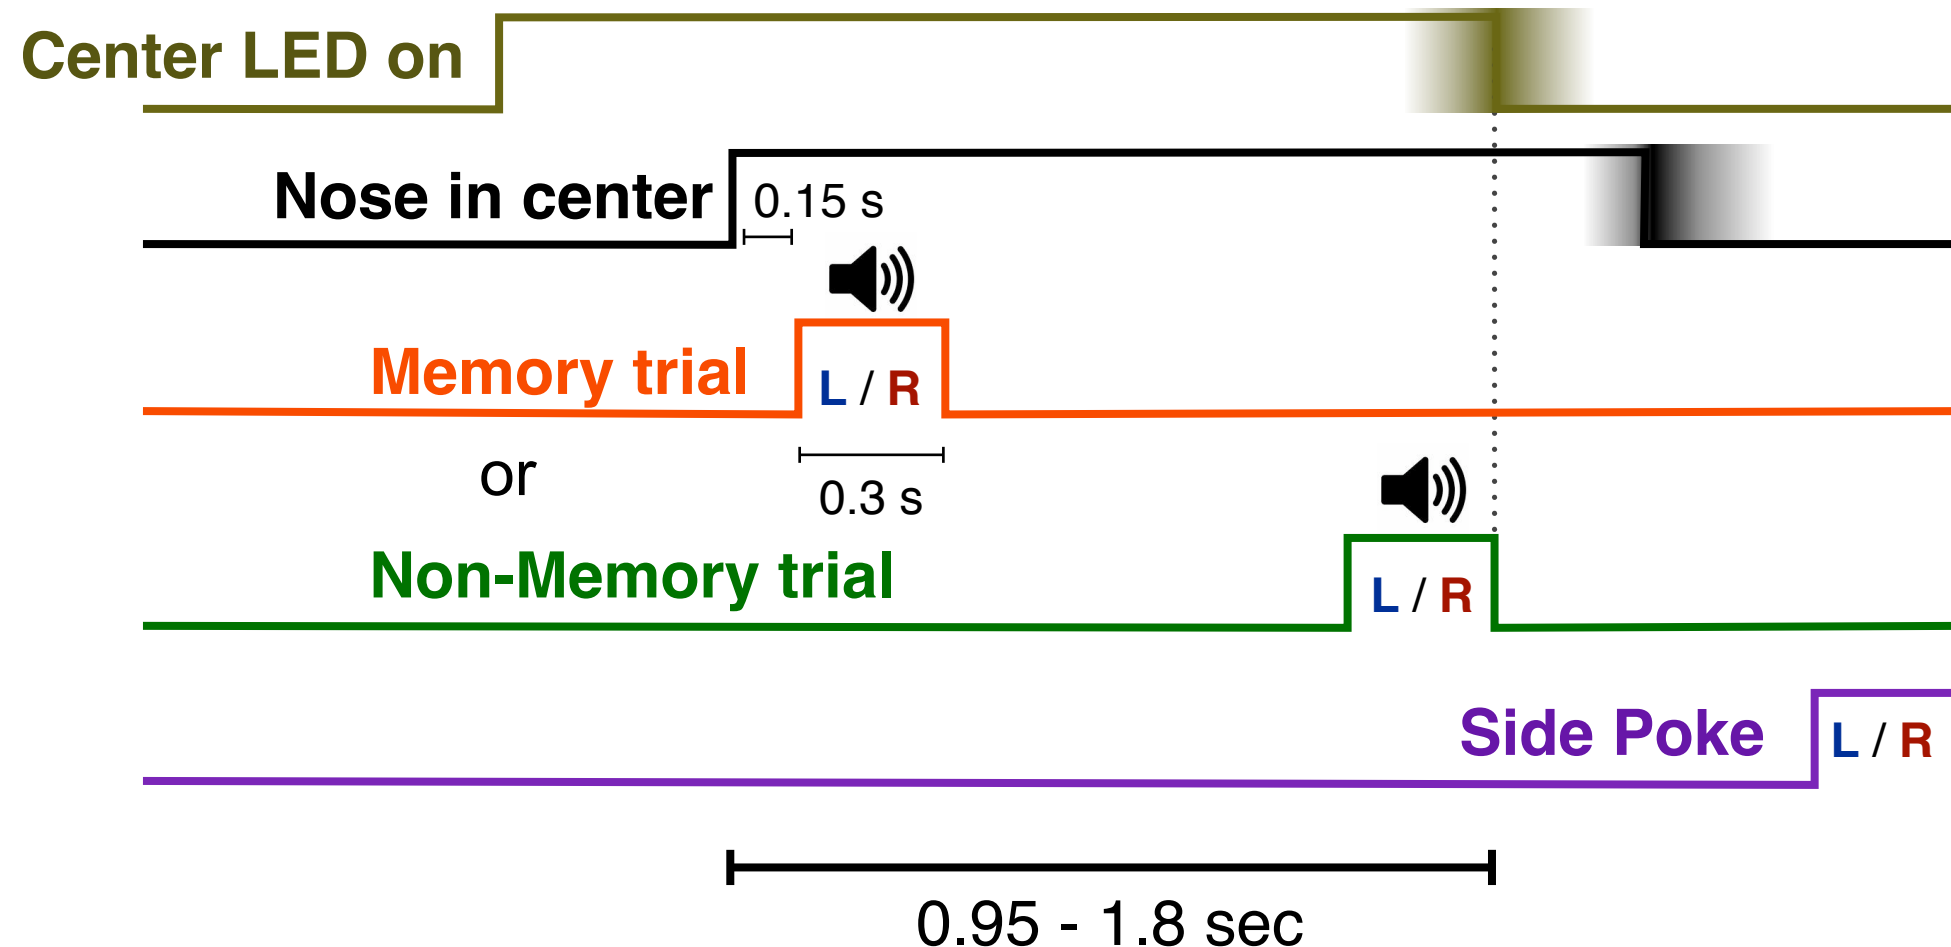 Center LED on
Nose in center
0.15 s
Memory trial
L / R
or
0.3 s
Non-Memory trial
L / R
Side Poke
L / R
0.95 - 1.8 sec